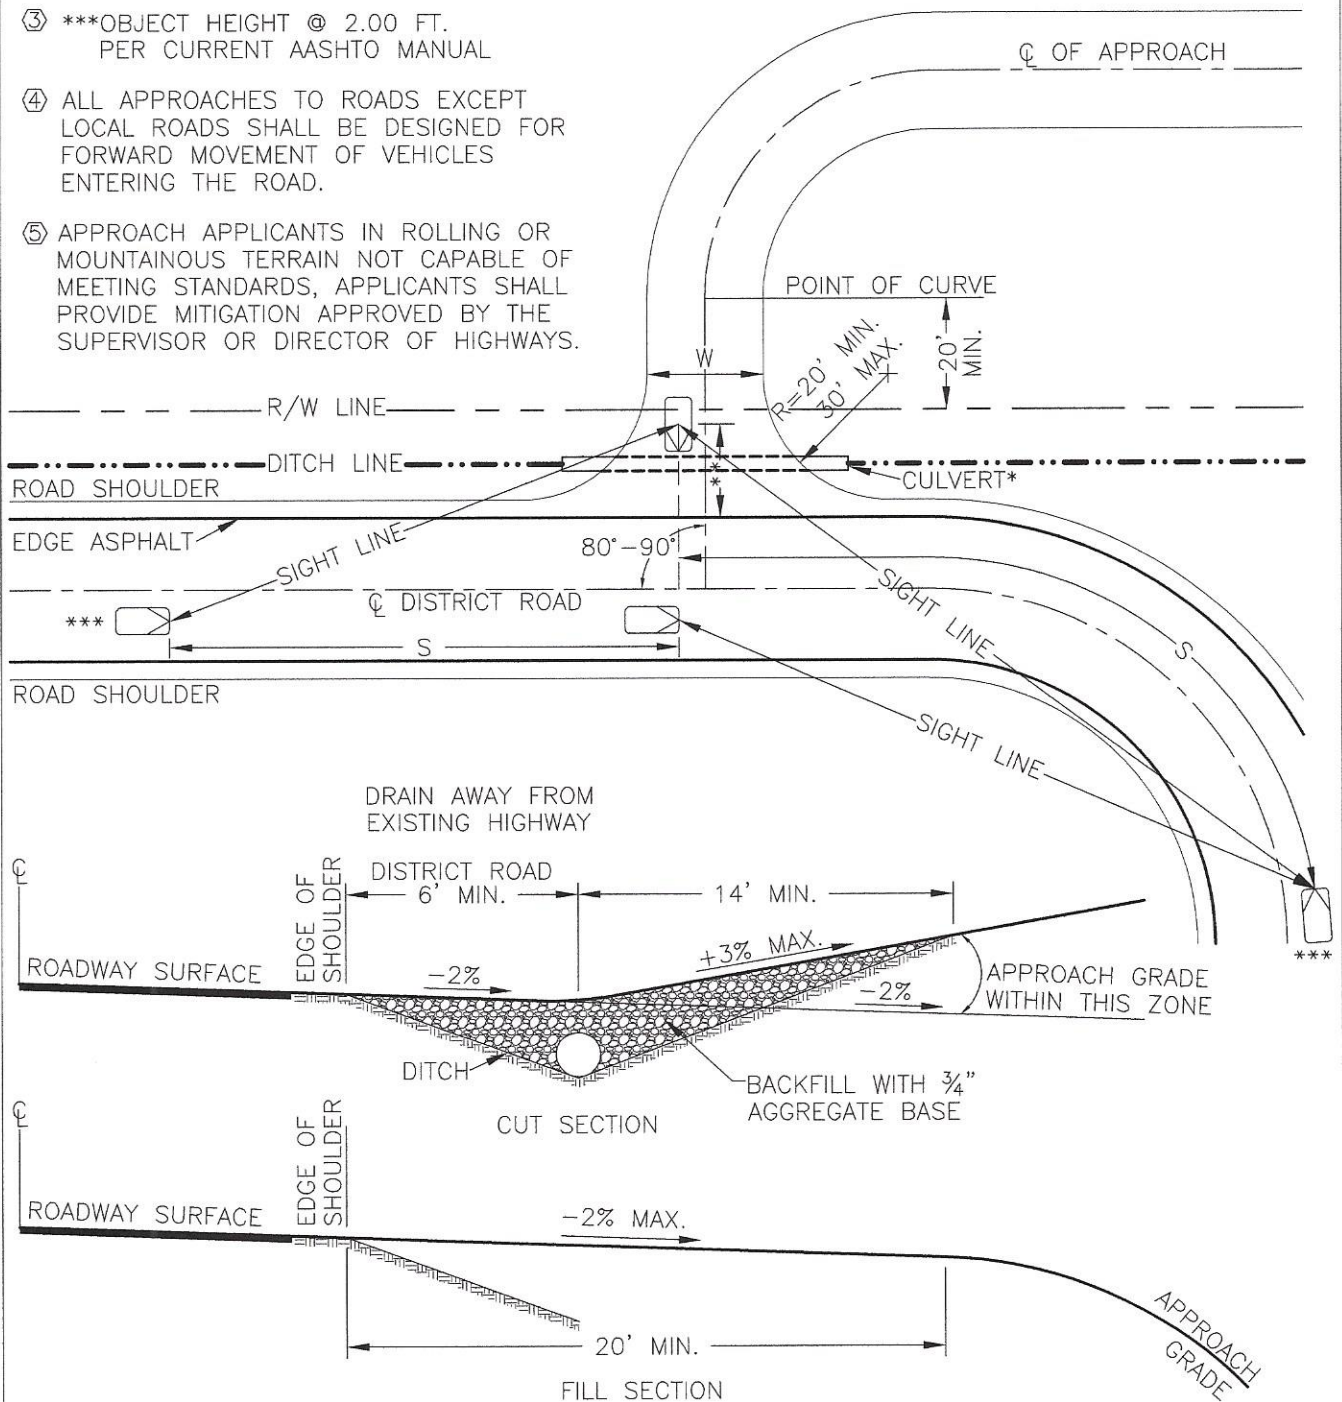 ③ ***OBJECT HEIGHT @ 2.00 FT.
PER CURRENT AASHTO MANUAL
④ ALL APPROACHES TO ROADS EXCEPT
LOCAL ROADS SHALL BE DESIGNED FOR
FORWARD MOVEMENT OF VEHICLES
ENTERING THE ROAD.
⑤ APPROACH APPLICANTS IN ROLLING OR
MOUNTAINOUS TERRAIN NOT CAPABLE OF
MEETING STANDARDS, APPLICANTS SHALL
PROVIDE MITIGATION APPROVED BY THE
SUPERVISOR OR DIRECTOR OF HIGHWAYS.
℄ OF APPROACH
POINT OF CURVE
R=20' MIN.
30' MAX.
20'
MIN.
W
R/W LINE
DITCH LINE
*
*
CULVERT*
ROAD SHOULDER
EDGE ASPHALT
SIGHT LINE
80°-90°
SIGHT LINE
℄ DISTRICT ROAD
***
S
S
ROAD SHOULDER
SIGHT LINE
***
DRAIN AWAY FROM
EXISTING HIGHWAY
℄
EDGE OF
SHOULDER
DISTRICT ROAD
6' MIN.
14' MIN.
ROADWAY SURFACE
-2%
+3% MAX.
-2%
APPROACH GRADE
WITHIN THIS ZONE
DITCH
BACKFILL WITH ¾"
AGGREGATE BASE
CUT SECTION
℄
EDGE OF
SHOULDER
ROADWAY SURFACE
-2% MAX.
20' MIN.
APPROACH
GRADE
FILL SECTION